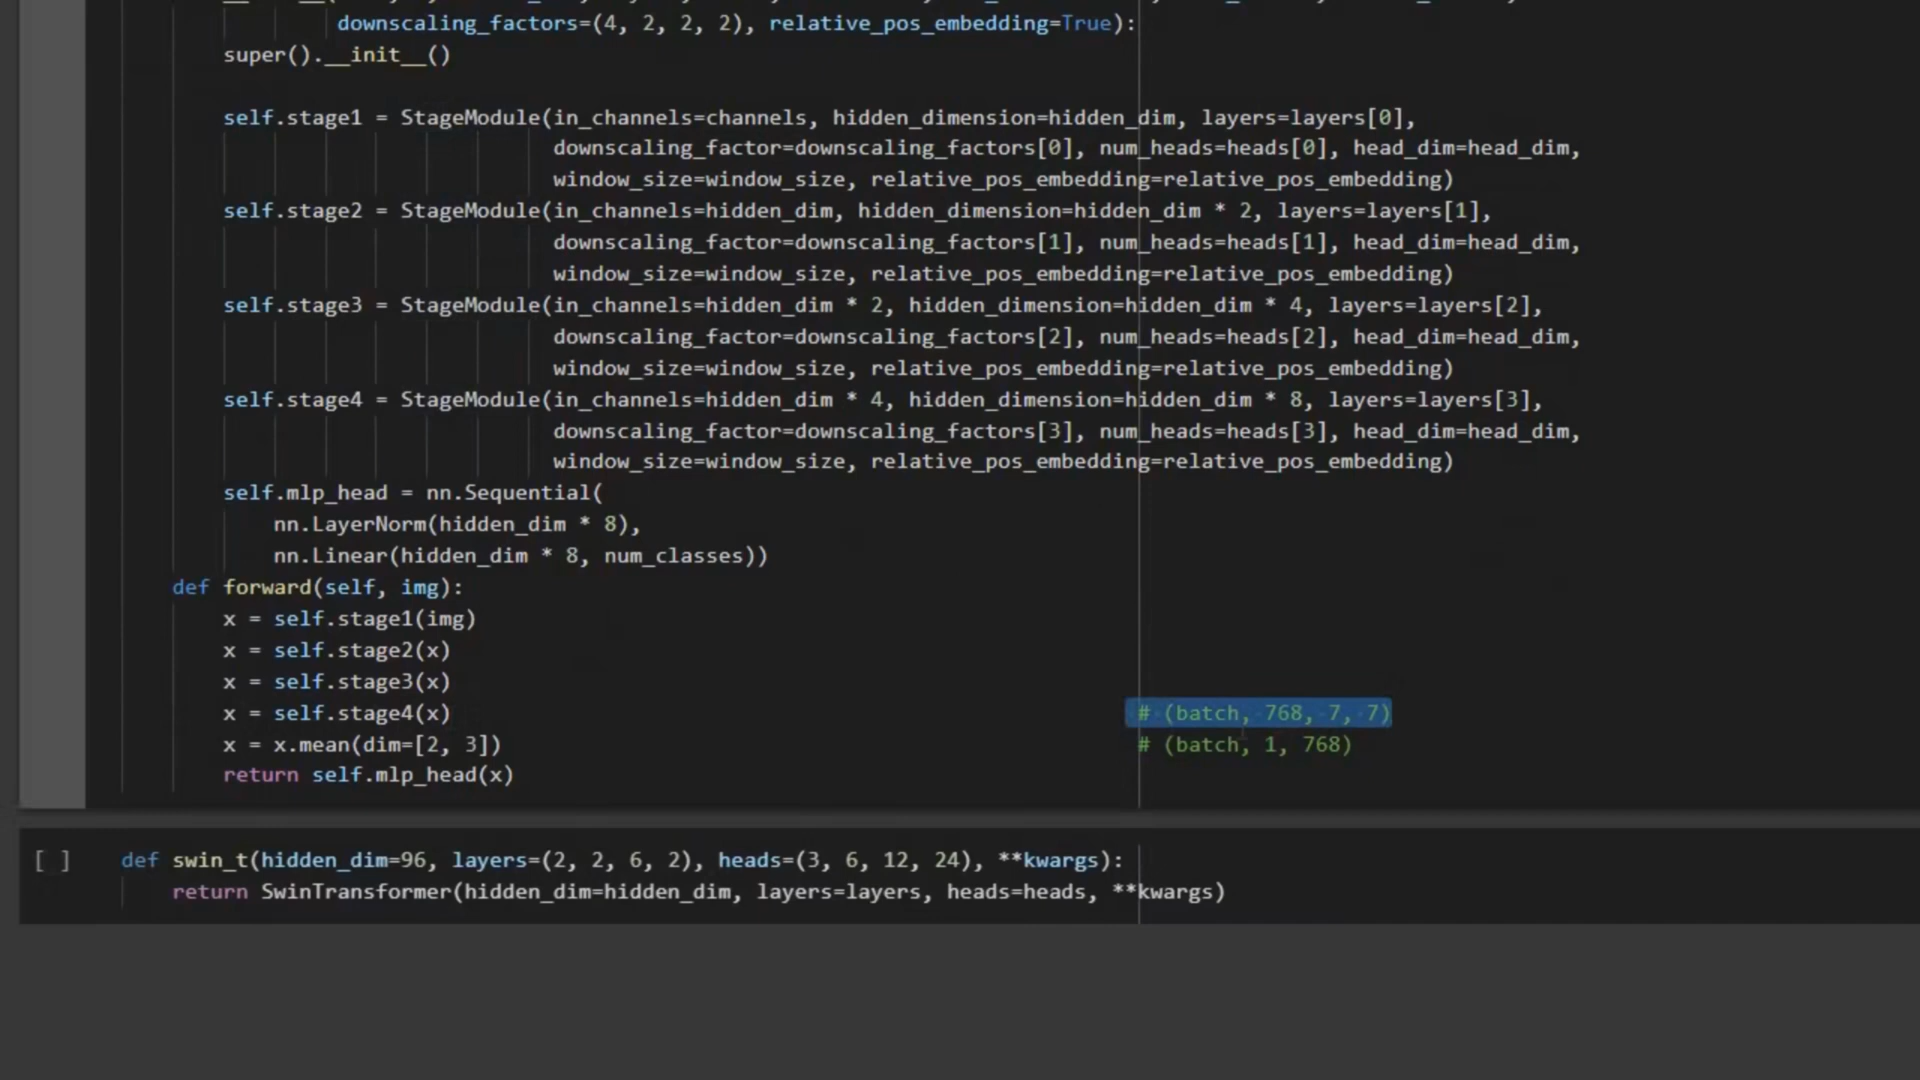 downscaling_factors=(4, 2, 2, 2), relative_pos_embedding=True):
super().__init__()
self.stage1 = StageModule(in_channels=channels, hidden_dimension=hidden_dim, layers=layers[0],
downscaling_factor=downscaling_factors[0], num_heads=heads[0], head_dim=head_dim,
window_size=window_size, relative_pos_embedding=relative_pos_embedding)
self.stage2 = StageModule(in_channels=hidden_dim, hidden_dimension=hidden_dim * 2, layers=layers[1],
downscaling_factor=downscaling_factors[1], num_heads=heads[1], head_dim=head_dim,
window_size=window_size, relative_pos_embedding=relative_pos_embedding)
self.stage3 = StageModule(in_channels=hidden_dim * 2, hidden_dimension=hidden_dim * 4, layers=layers[2],
downscaling_factor=downscaling_factors[2], num_heads=heads[2], head_dim=head_dim,
window_size=window_size, relative_pos_embedding=relative_pos_embedding)
self.stage4 = StageModule(in_channels=hidden_dim * 4, hidden_dimension=hidden_dim * 8, layers=layers[3],
downscaling_factor=downscaling_factors[3], num_heads=heads[3], head_dim=head_dim,
window_size=window_size, relative_pos_embedding=relative_pos_embedding)
self.mlp_head = nn.Sequential(
nn.LayerNorm(hidden_dim * 8),
nn.Linear(hidden_dim * 8, num_classes))
def forward(self, img):
x = self.stage1(img)
x = self.stage2(x)
x = self.stage3(x)
x = self.stage4(x) # (batch, 768, 7, 7)
x = x.mean(dim=[2, 3]) # (batch, 1, 768)
return self.mlp_head(x)
[ ] def swin_t(hidden_dim=96, layers=(2, 2, 6, 2), heads=(3, 6, 12, 24), **kwargs):
return SwinTransformer(hidden_dim=hidden_dim, layers=layers, heads=heads, **kwargs)